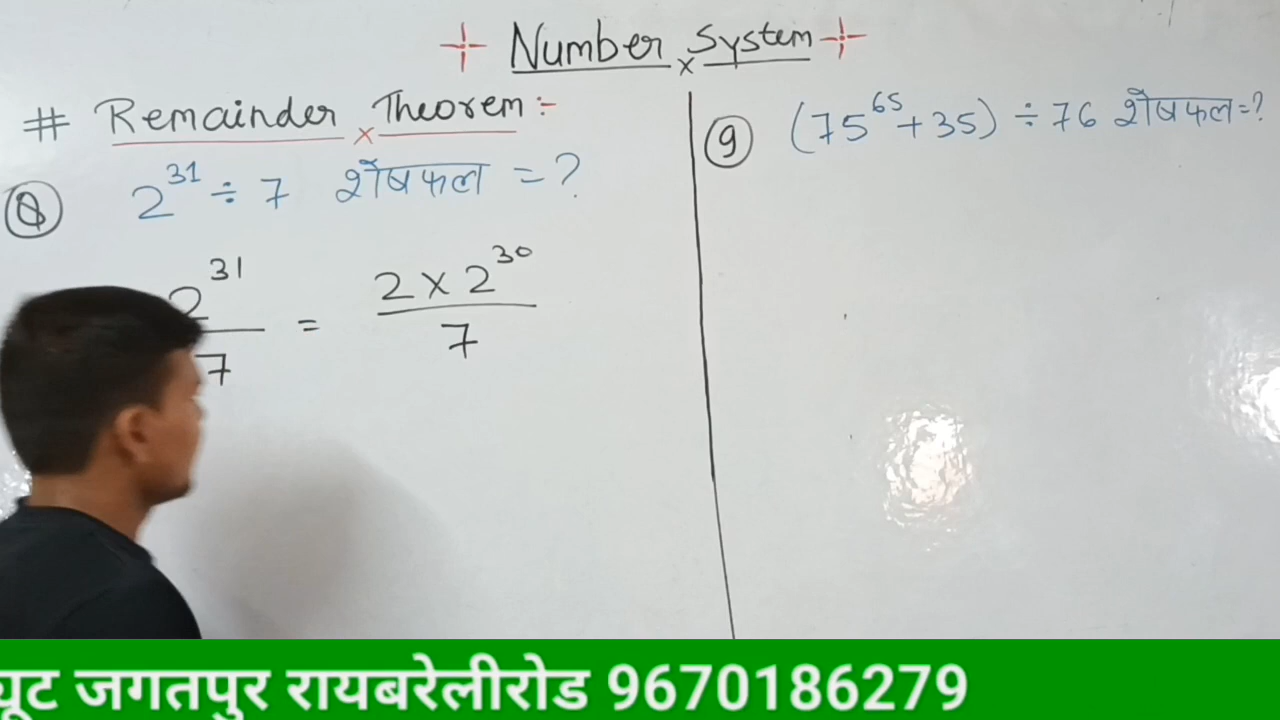 Number System
# Remainder Theorem :-
Q 2^31 ÷ 7 शेषफल = ?
2^31 / 7 = 2 × 2^30 / 7
9 (75^65 + 35) ÷ 76 शेषफल = ?
जगतपुर रायबरेलीरोड 9670186279